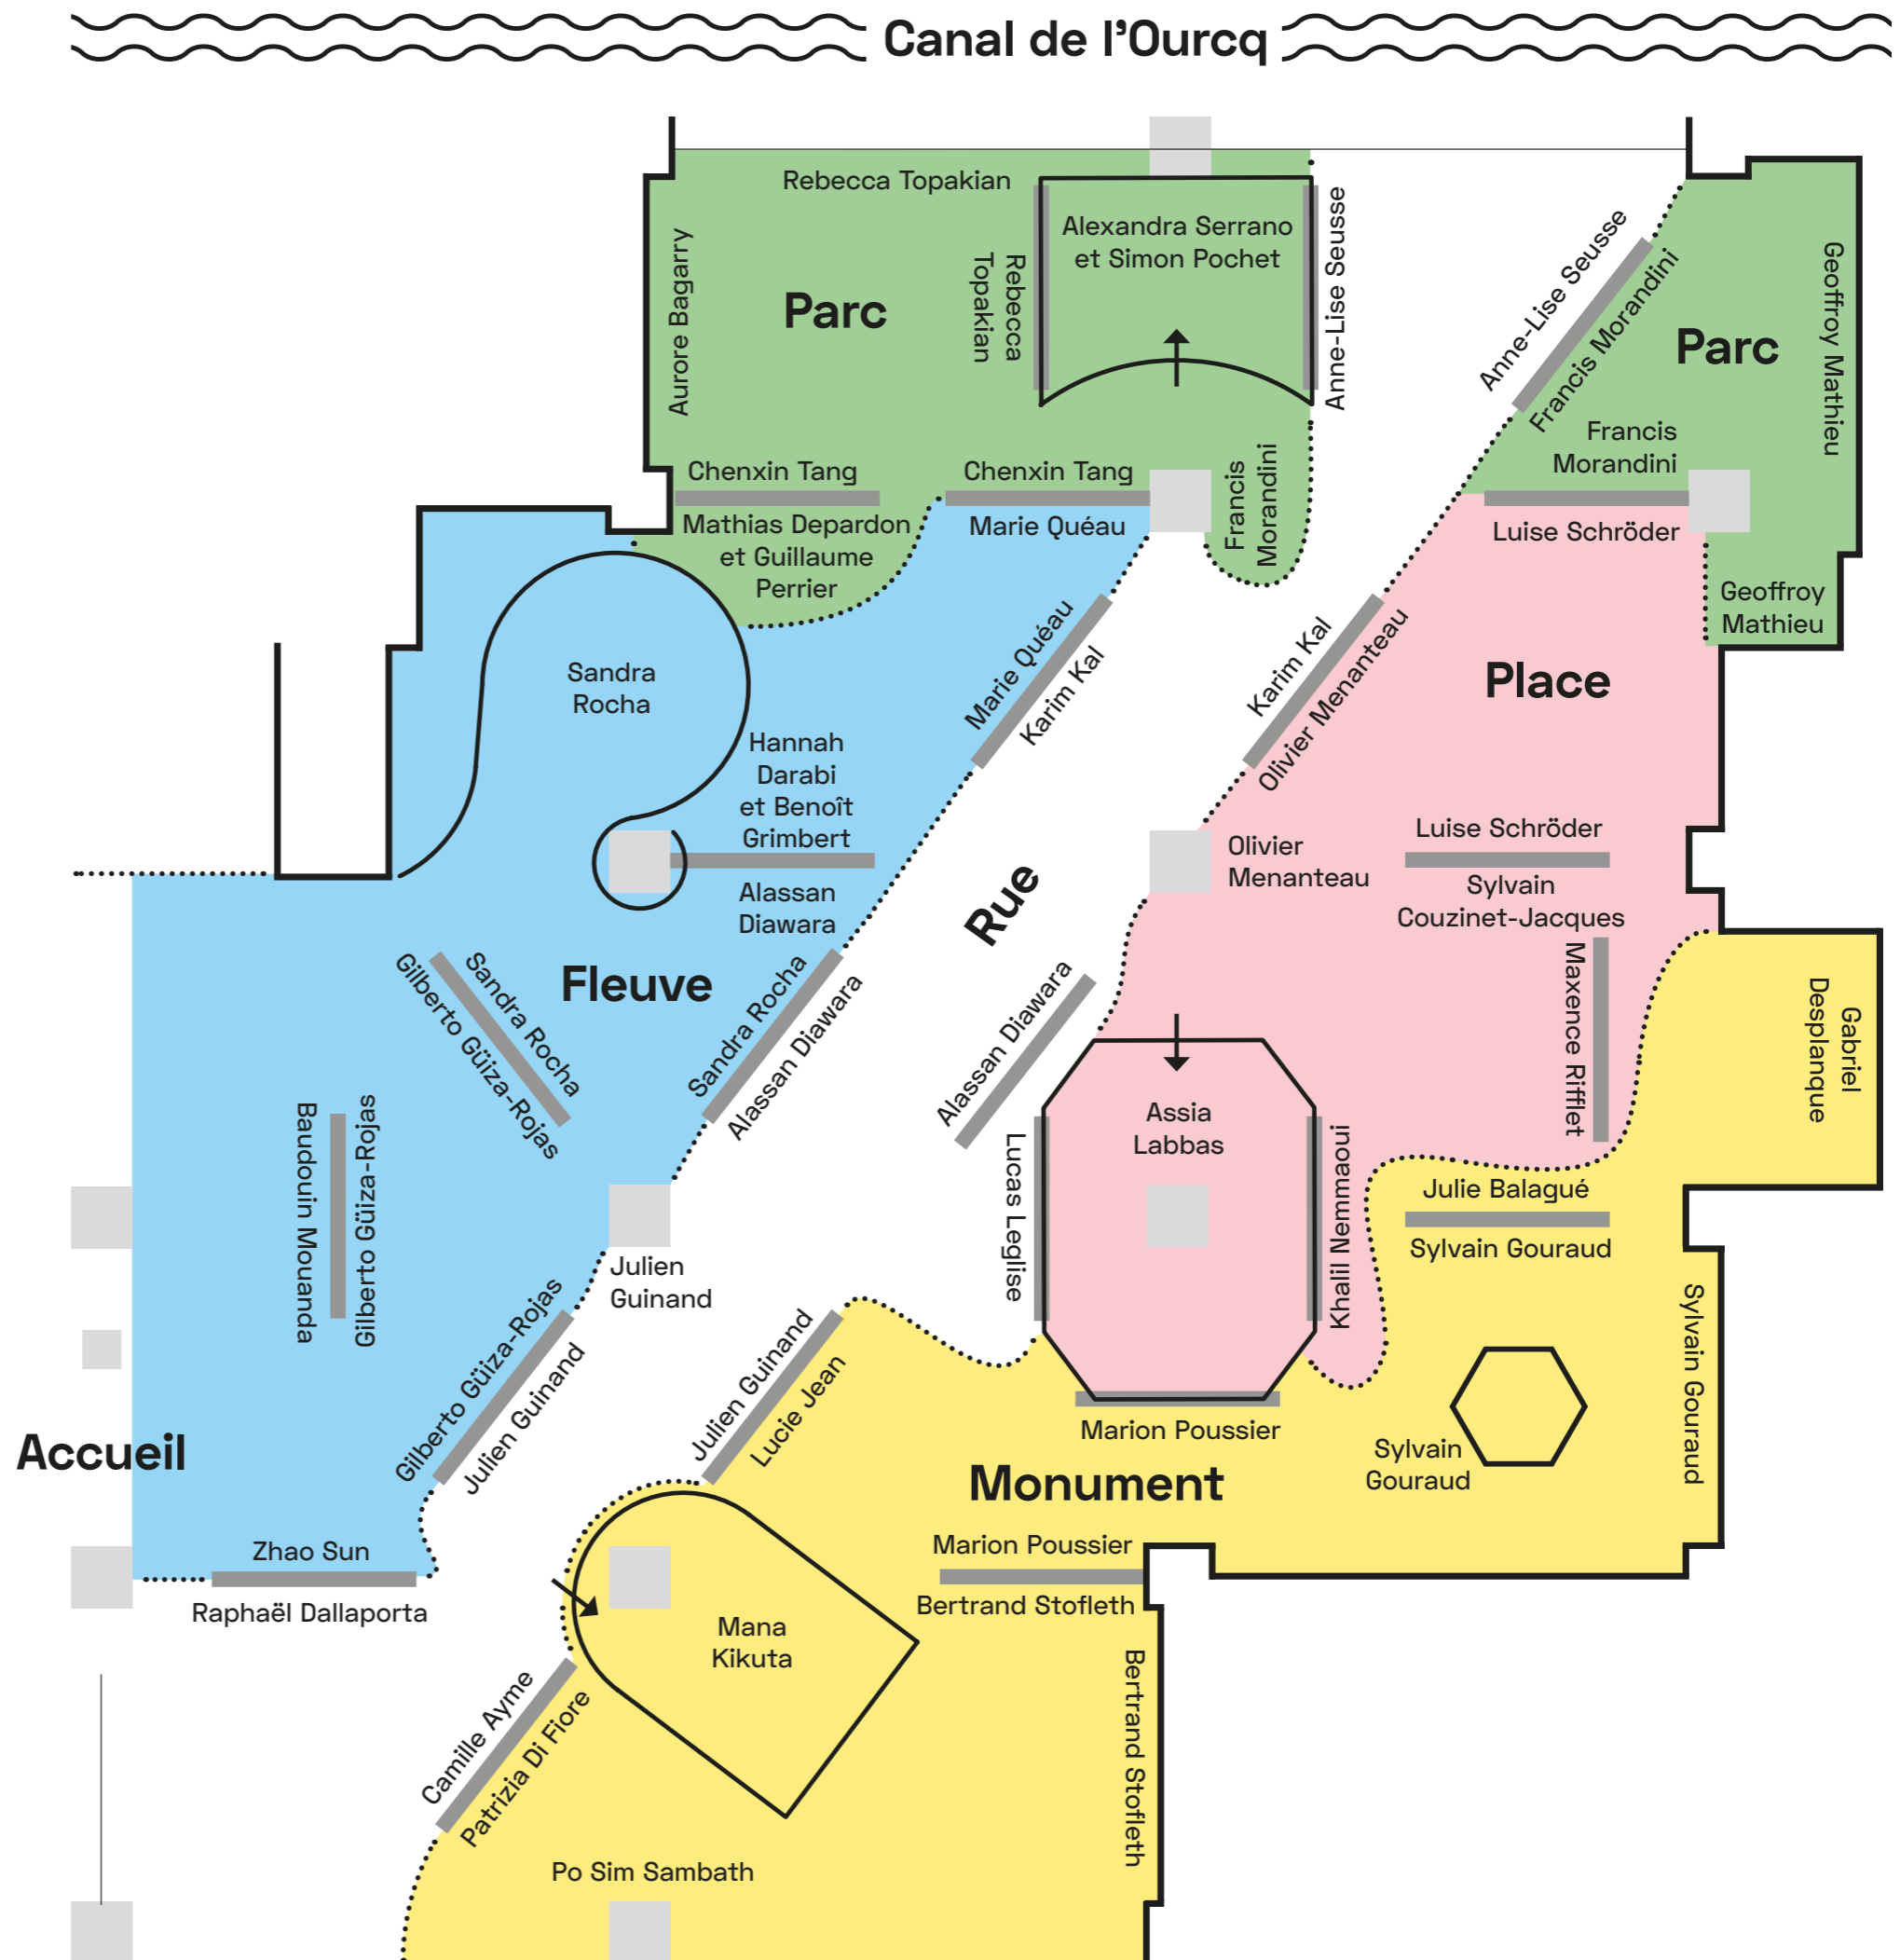 Canal de l’Ourcq
Rebecca Topakian
Alexandra Serrano
et Simon Pochet
Rebecca
Topakian
Anne-Lise Seusse
Aurore Bagarry
Parc
Anne-Lise Seusse
Francis Morandini
Parc
Geoffroy Mathieu
Francis
Morandini
Chenxin Tang
Chenxin Tang
Francis
Morandini
Mathias Depardon
et Guillaume
Perrier
Marie Quéau
Luise Schröder
Geoffroy
Mathieu
Marie Quéau
Karim Kal
Karim Kal
Olivier Menanteau
Place
Sandra
Rocha
Hannah
Darabi
et Benoît
Grimbert
Alassan
Diawara
Rue
Olivier
Menanteau
Luise Schröder
Sylvain
Couzinet-Jacques
Maxence Rifflet
Fleuve
Sandra Rocha
Gilberto Güiza-Rojas
Sandra Rocha
Alassan Diawara
Alassan Diawara
Gabriel
Desplanque
Baudouin Mouanda
Gilberto Güiza-Rojas
Assia
Labbas
Lucas Leglise
Khalil Nemmaoui
Julie Balagué
Sylvain Gouraud
Julien
Guinand
Gilberto Güiza-Rojas
Julien Guinand
Julien Guinand
Lucie Jean
Sylvain Gouraud
Marion Poussier
Sylvain
Gouraud
Accueil
Monument
Zhao Sun
Raphaël Dallaporta
Marion Poussier
Bertrand Stofleth
Mana
Kikuta
Bertrand Stofleth
Camille Ayme
Patrizia Di Fiore
Po Sim Sambath